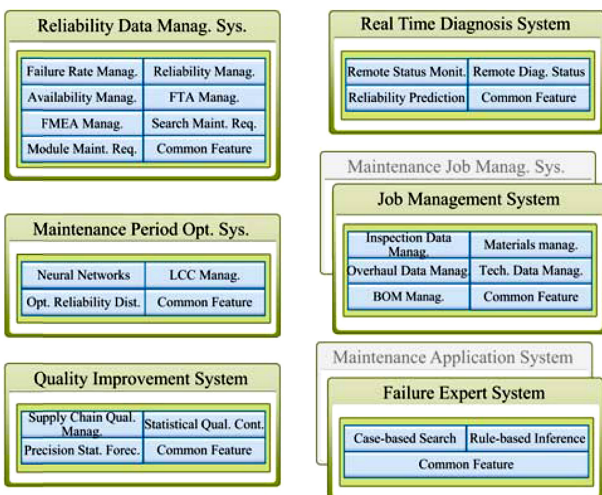 Reliability Data Manag. Sys.
Failure Rate Manag.
Reliability Manag.
Availability Manag.
FTA Manag.
FMEA Manag.
Search Maint. Req.
Module Maint. Req.
Common Feature
Maintenance Period Opt. Sys.
Neural Networks
LCC Manag.
Opt. Reliability Dist.
Common Feature
Quality Improvement System
Supply Chain Qual.
Manag.
Statistical Qual. Cont.
Precision Stat. Forec.
Common Feature
Real Time Diagnosis System
Remote Status Monit.
Remote Diag. Status
Reliability Prediction
Common Feature
Maintenance Job Manag. Sys.
Job Management System
Inspection Data
Manag.
Materials manag.
Overhaul Data Manag.
Tech. Data Manag.
BOM Manag.
Common Feature
Maintenance Application System
Failure Expert System
Case-based Search
Rule-based Inference
Common Feature